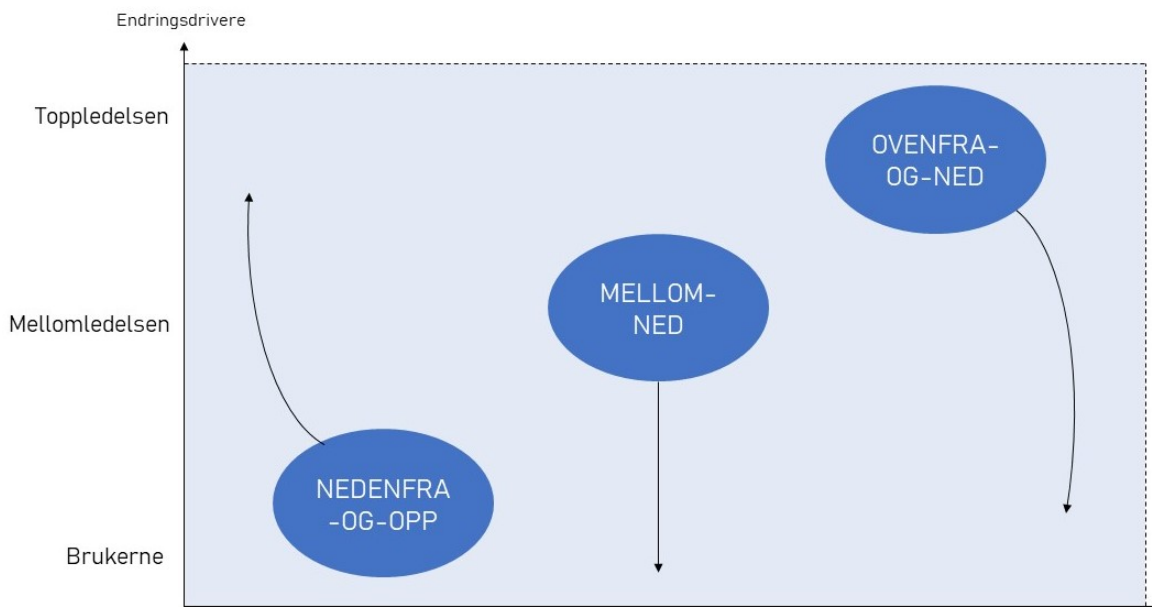 Endringsdrivere
Toppledelsen
OVENFRA-
OG-NED
MELLOM-
NED
Mellomledelsen
NEDENFRA
-OG-OPP
Brukerne